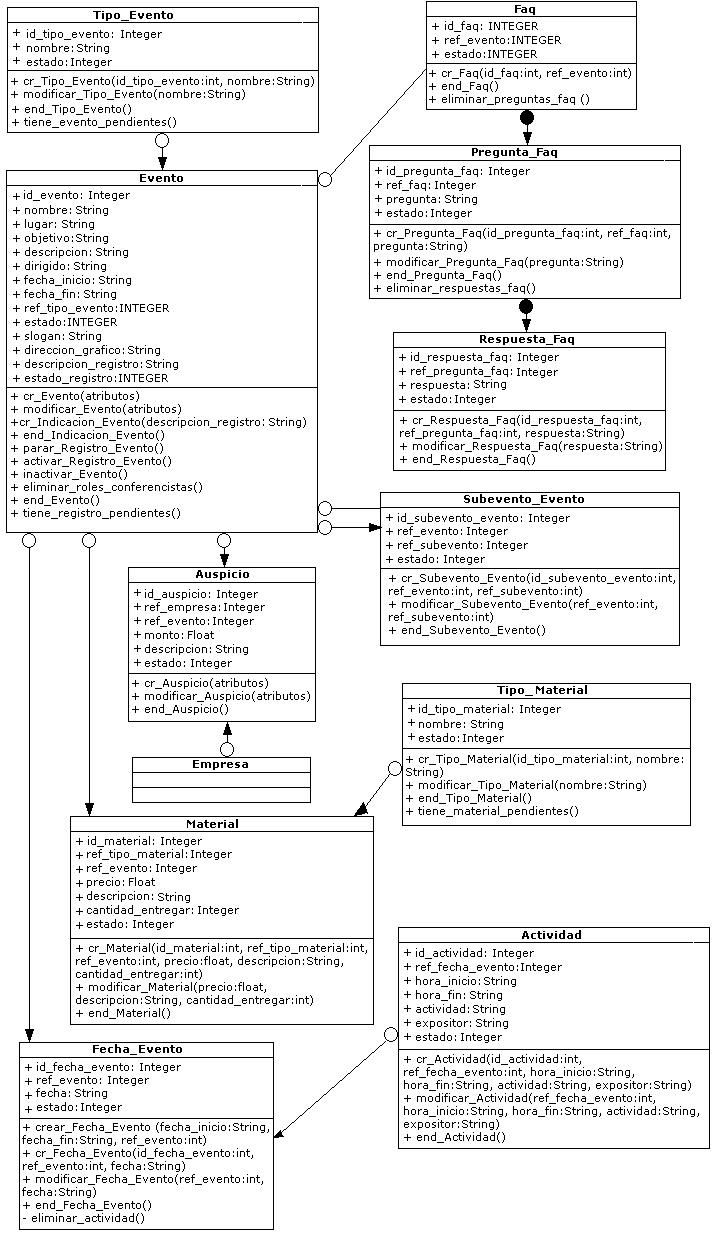 Tipo_Evento
+ id_tipo_evento: Integer
+ nombre:String
+ estado:Integer
+ cr_Tipo_Evento(id_tipo_evento:int, nombre:String)
+ modificar_Tipo_Evento(nombre:String)
+ end_Tipo_Evento()
+ tiene_evento_pendientes()
Faq
+ id_faq: INTEGER
+ ref_evento:INTEGER
+ estado:INTEGER
+ cr_Faq(id_faq:int, ref_evento:int)
+ end_Faq()
+ eliminar_preguntas_faq ()
Pregunta_Faq
+ id_pregunta_faq: Integer
+ ref_faq: Integer
+ pregunta: String
+ estado: Integer
+ cr_Pregunta_Faq(id_pregunta_faq:int, ref_faq:int,
pregunta:String)
+ modificar_Pregunta_Faq(pregunta:String)
+ end_Pregunta_Faq()
+ eliminar_respuestas_faq()
Evento
+ id_evento: Integer
+ nombre: String
+ lugar: String
+ objetivo:String
+ descripcion: String
+ dirigido: String
+ fecha_inicio: String
+ fecha_fin: String
+ ref_tipo_evento:INTEGER
+ estado:INTEGER
+ slogan: String
+ direccion_grafico: String
+ descripcion_registro: String
+ estado_registro:INTEGER
+ cr_Evento(atributos)
+ modificar_Evento(atributos)
+cr_Indicacion_Evento(descripcion_registro: String)
+ end_Indicacion_Evento()
+ parar_Registro_Evento()
+ activar_Registro_Evento()
+ inactivar_Evento()
+ eliminar_roles_conferencistas()
+ end_Evento()
+ tiene_registro_pendientes()
Respuesta_Faq
+ id_respuesta_faq: Integer
+ ref_pregunta_faq: Integer
+ respuesta: String
+ estado: Integer
+ cr_Respuesta_Faq(id_respuesta_faq:int,
ref_pregunta_faq:int, respuesta:String)
+ modificar_Respuesta_Faq(respuesta:String)
+ end_Respuesta_Faq()
Subevento_Evento
+ id_subevento_evento: Integer
+ ref_evento: Integer
+ ref_subevento: Integer
+ estado: Integer
+ cr_Subevento_Evento(id_subevento_evento:int,
ref_evento:int, ref_subevento:int)
+ modificar_Subevento_Evento(ref_evento:int,
ref_subevento:int)
+ end_Subevento_Evento()
Auspicio
+ id_auspicio: Integer
+ ref_empresa:Integer
+ ref_evento: Integer
+ monto: Float
+ descripcion: String
+ estado: Integer
+ cr_Auspicio(atributos)
+ modificar_Auspicio(atributos)
+ end_Auspicio()
Empresa
Tipo_Material
+ id_tipo_material: Integer
+ nombre: String
+ estado:Integer
+ cr_Tipo_Material(id_tipo_material:int, nombre:
String)
+ modificar_Tipo_Material(nombre:String)
+ end_Tipo_Material()
+ tiene_material_pendientes()
Material
+ id_material: Integer
+ ref_tipo_material:Integer
+ ref_evento: Integer
+ precio: Float
+ descripcion: String
+ cantidad_entregar: Integer
+ estado: Integer
+ cr_Material(id_material:int, ref_tipo_material:int,
ref_evento:int, precio:float, descripcion:String,
cantidad_entregar:int)
+ modificar_Material(precio:float,
descripcion:String, cantidad_entregar:int)
+ end_Material()
Actividad
+ id_actividad: Integer
+ ref_fecha_evento:Integer
+ hora_inicio: String
+ hora_fin: String
+ actividad: String
+ expositor: String
+ estado: Integer
+ cr_Actividad(id_actividad:int,
ref_fecha_evento:int, hora_inicio:String,
hora_fin:String, actividad:String, expositor:String)
+ modificar_Actividad(ref_fecha_evento:int,
hora_inicio:String, hora_fin:String, actividad:String,
expositor:String)
+ end_Actividad()
Fecha_Evento
+ id_fecha_evento: Integer
+ ref_evento: Integer
+ fecha: String
+ estado:Integer
+ crear_Fecha_Evento (fecha_inicio:String,
fecha_fin:String, ref_evento:int)
+ cr_Fecha_Evento(id_fecha_evento:int,
ref_evento:int, fecha:String)
+ modificar_Fecha_Evento(ref_evento:int,
fecha:String)
+ end_Fecha_Evento()
- eliminar_actividad()